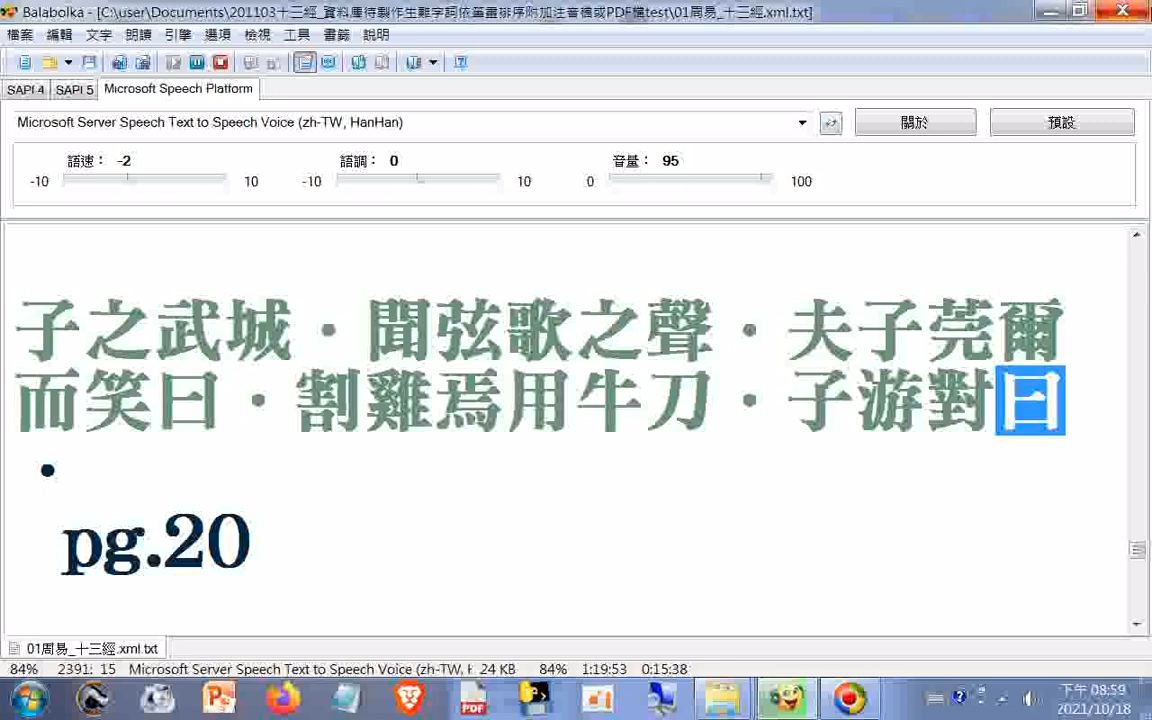 Balabolka - [C:\user\Documents\201103十三經_資料庫待製作生難字詞依筆畫排序附加注音檔或PDF檔test\01周易_十三經.xml.txt]
檔案 編輯 文字 朗讀 引擎 選項 檢視 工具 書籤 說明
SAPI 4 SAPI 5 Microsoft Speech Platform
Microsoft Server Speech Text to Speech Voice (zh-TW, HanHan) 關於 預設
語速： -2 語調： 0 音量： 95
-10 10 -10 10 0 100
子之武城．聞弦歌之聲．夫子莞爾
而笑曰．割雞焉用牛刀．子游對曰
．
pg.20
01周易_十三經.xml.txt
84% 2391: 15 Microsoft Server Speech Text to Speech Voice (zh-TW, 24 KB 84% 1:19:53 0:15:38
PDF
下午 08:59
2021/10/18